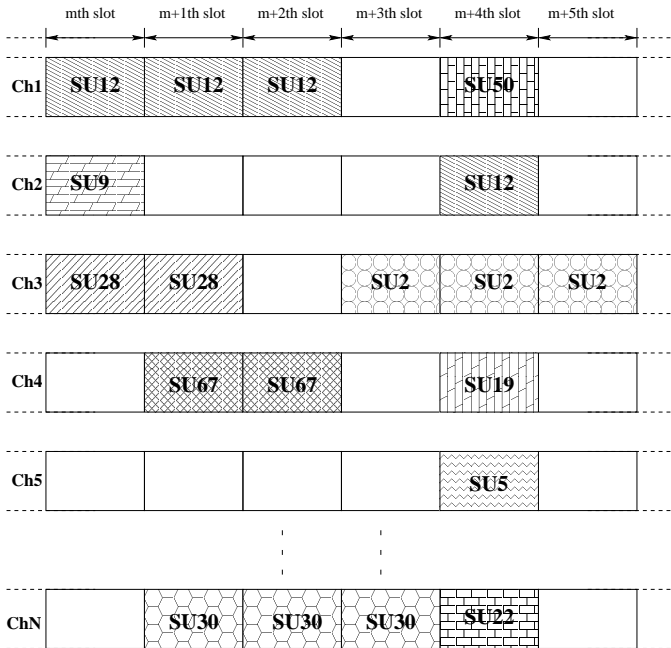 mth slot m+1th slot m+2th slot m+3th slot m+4th slot m+5th slot
Ch1 SU12 SU12 SU12 SU50
Ch2 SU9 SU12
Ch3 SU28 SU28 SU2 SU2 SU2
Ch4 SU67 SU67 SU19
Ch5 SU5
ChN SU30 SU30 SU30 SU22